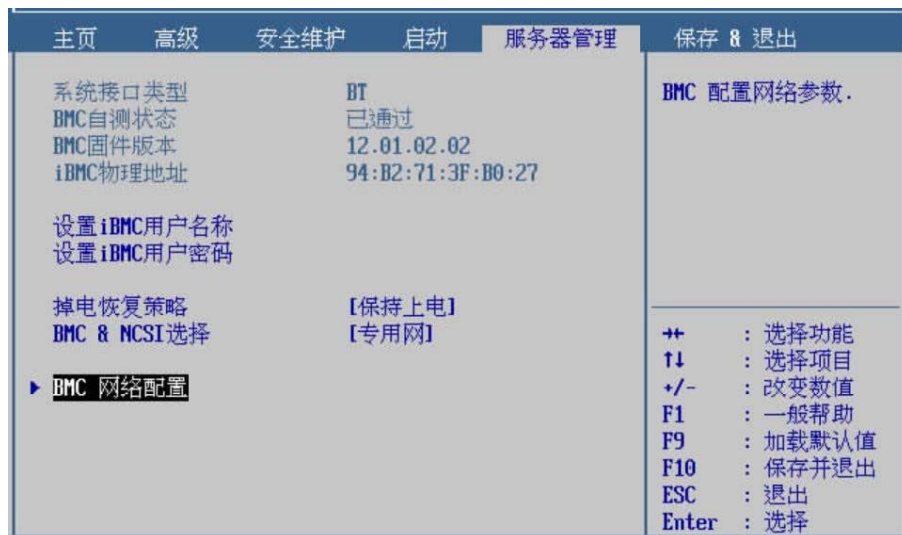 主页 高级 安全维护 启动 服务器管理 保存 & 退出
系统接口类型 BT
BMC自测状态 已通过
BMC固件版本 12.01.02.02
iBMC物理地址 94:B2:71:3F:B0:27
设置iBMC用户名称
设置iBMC用户密码
掉电恢复策略 [保持上电]
BMC & NCSI选择 [专用网]
BMC 网络配置
BMC 配置网络参数.
→← : 选择功能
↑↓ : 选择项目
+/- : 改变数值
F1 : 一般帮助
F9 : 加载默认值
F10 : 保存并退出
ESC : 退出
Enter : 选择